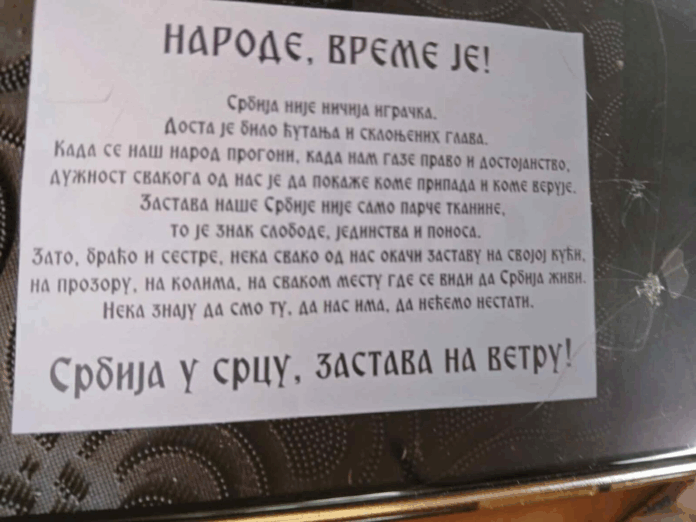 НАРОДЕ, ВРЕМЕ ЈЕ!
Србија није ничија играчка.
Доста је било ћутања и склоњених глава.
Када се наш народ прогони, када нам газе право и достојанство,
дужност свакога од нас је да покаже коме припада и коме верује.
Застава наше Србије није само парче тканине,
то је знак слободе, јединства и поноса.
Зато, браћо и сестре, нека свако од нас окачи заставу на својој кући,
на прозору, на колима, на сваком месту где се види да Србија живи.
Нека знају да смо ту, да нас има, да нећемо нестати.
Србија у срцу, застава на ветру!